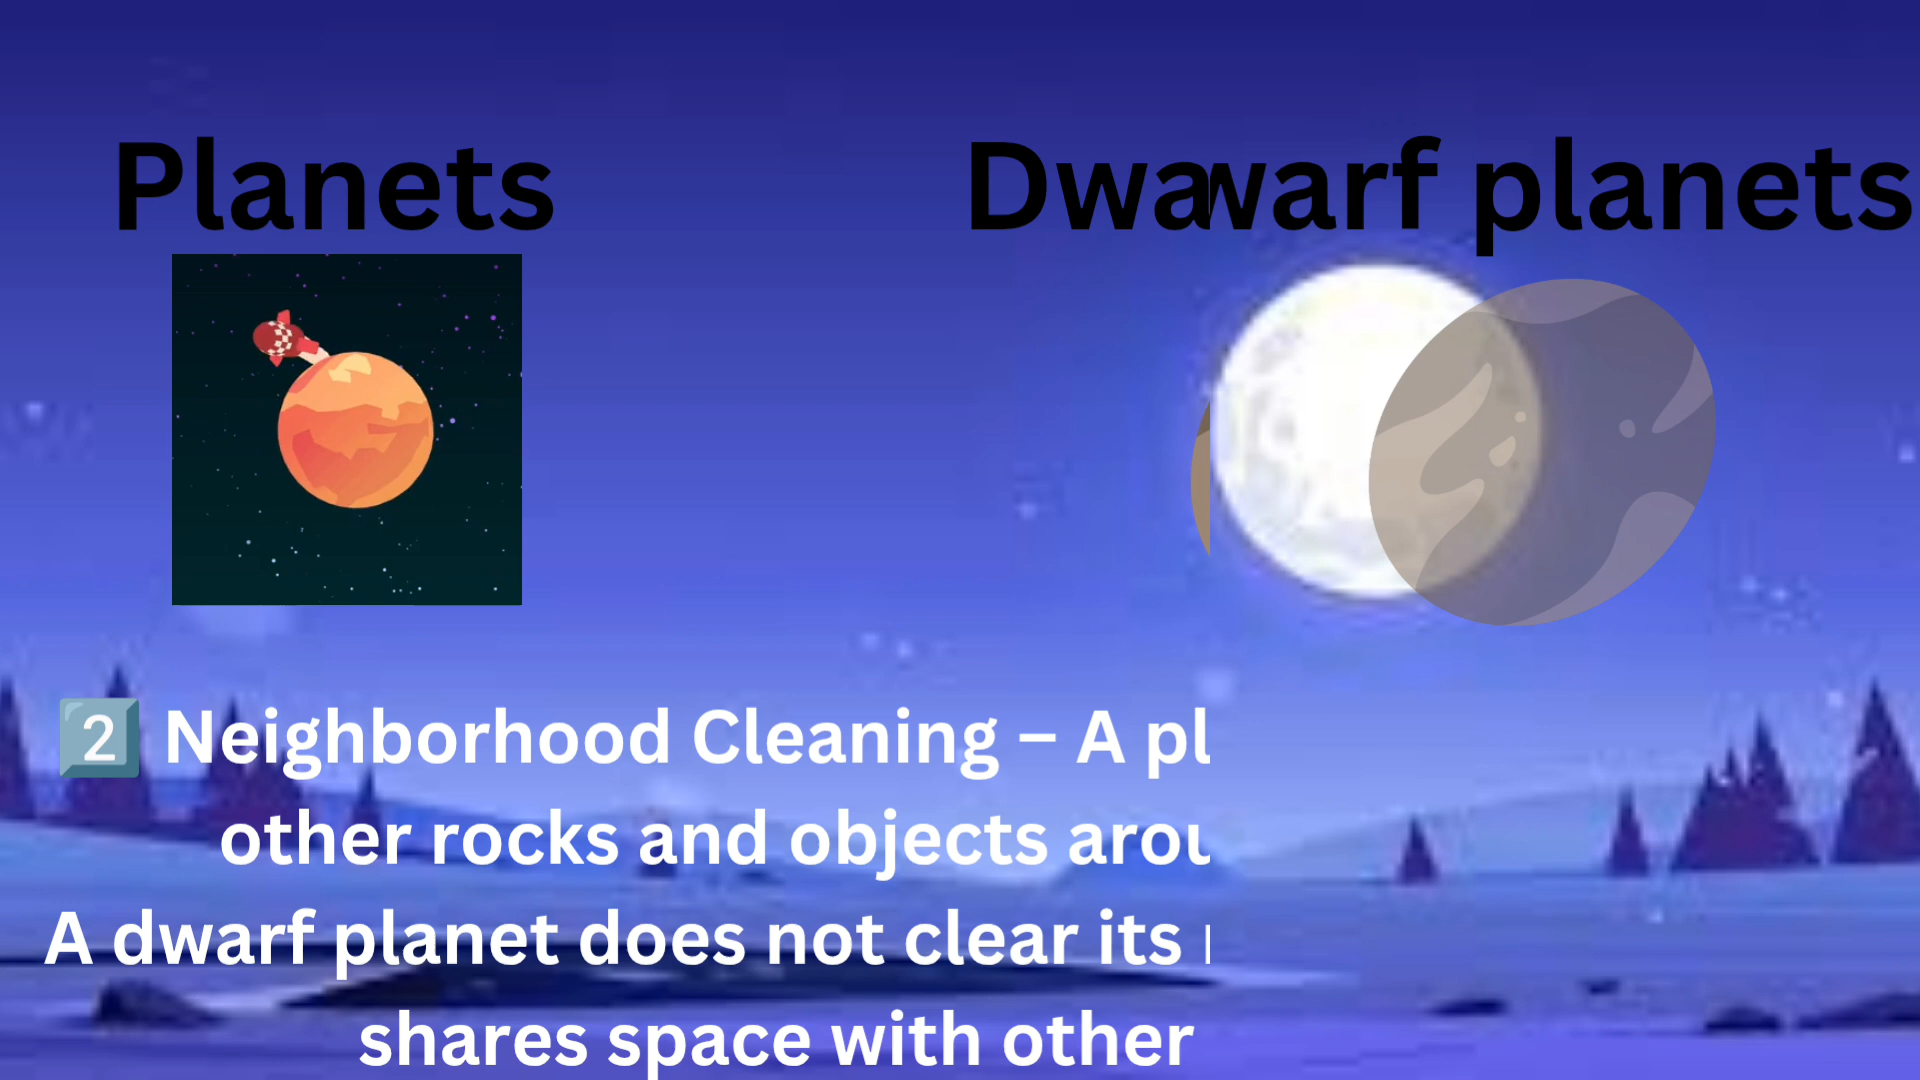 Planets
Dwawarf planets
2️⃣ Neighborhood Cleaning – A pl
other rocks and objects arou
A dwarf planet does not clear its
shares space with other